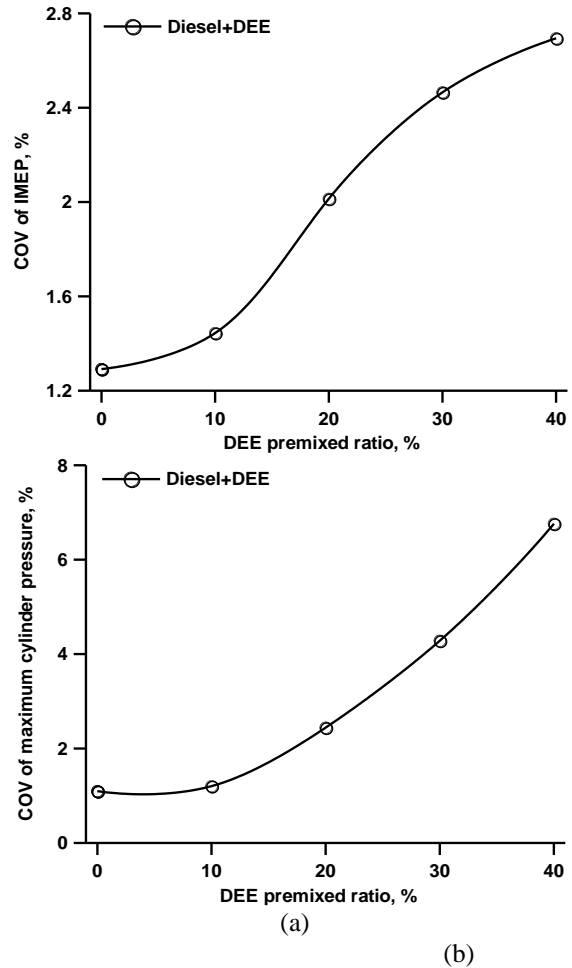 2.8
Diesel+DEE
2.4
2
1.6
1.2
COV of IMEP, %
0 10 20 30 40
DEE premixed ratio, %
8
Diesel+DEE
6
4
2
0
COV of maximum cylinder pressure, %
0 10 20 30 40
DEE premixed ratio, %
(a)
(b)